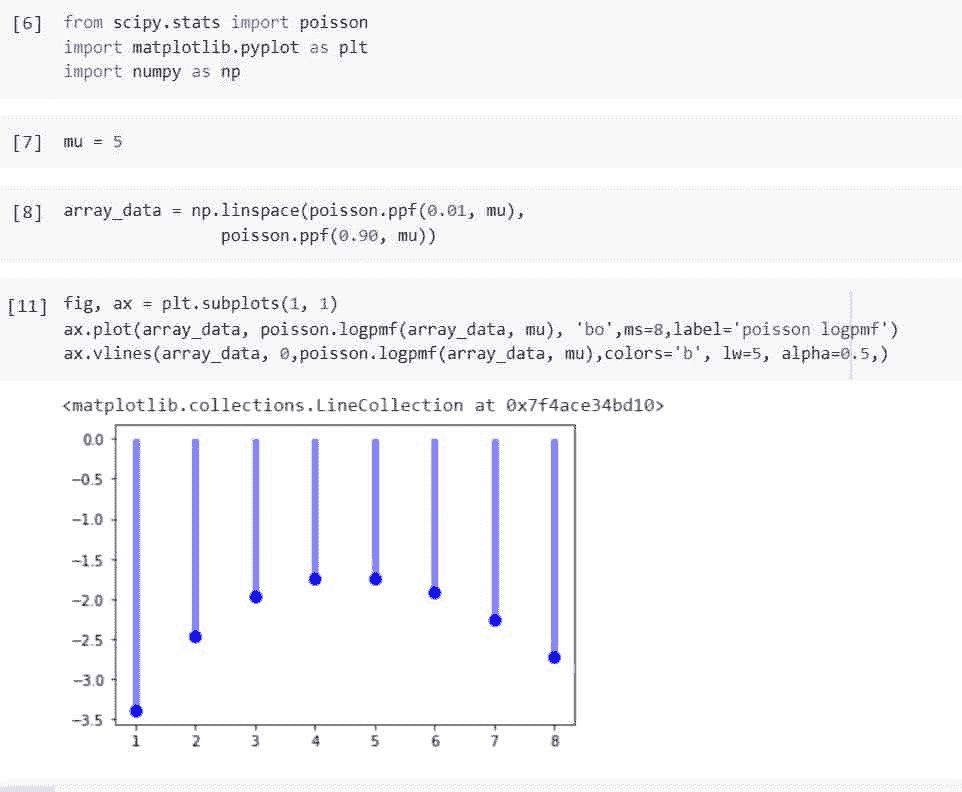 [6] from scipy.stats import poisson
import matplotlib.pyplot as plt
import numpy as np
[7] mu = 5
[8] array_data = np.linspace(poisson.ppf(0.01, mu),
poisson.ppf(0.90, mu))
[11] fig, ax = plt.subplots(1, 1)
ax.plot(array_data, poisson.logpmf(array_data, mu), 'bo',ms=8,label='poisson logpmf')
ax.vlines(array_data, 0,poisson.logpmf(array_data, mu),colors='b', lw=5, alpha=0.5,)
<matplotlib.collections.LineCollection at 0x7f4ace34bd10>
0.0
−0.5
−1.0
−1.5
−2.0
−2.5
−3.0
−3.5
1 2 3 4 5 6 7 8